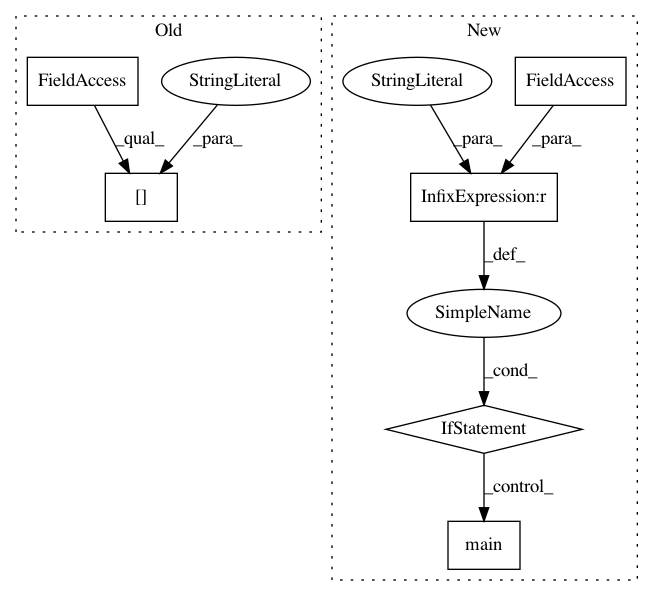 Old
New
FieldAccess
StringLiteral
StringLiteral
FieldAccess
_qual_
_para_
_para_
_para_
[]
InfixExpression:r
_def_
SimpleName
_cond_
IfStatement
_control_
main